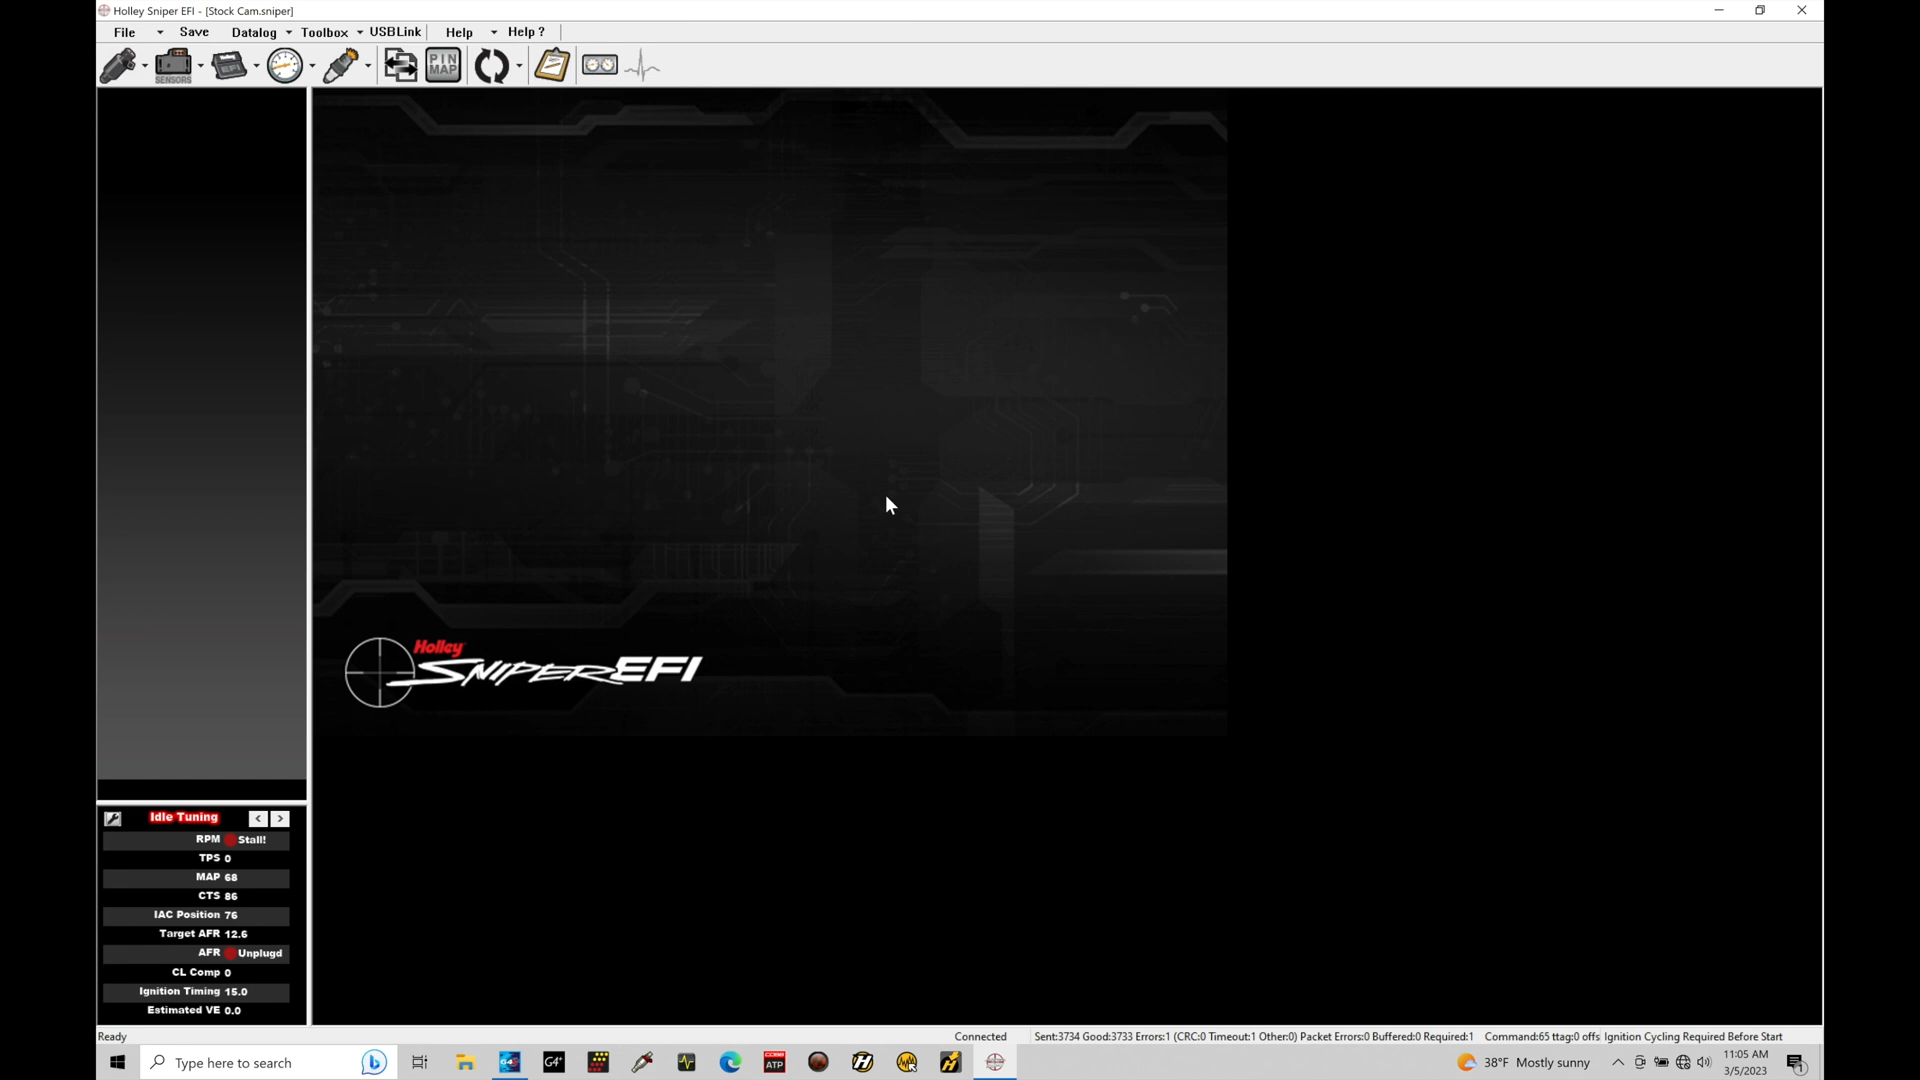 Holley Sniper EFI - [Stock Cam.sniper]
File Save Datalog Toolbox USBLink Help Help ?
SENSORS EFI PIN MAP
Holley
SNIPER EFI
Idle Tuning < >
RPM Stall!
TPS 0
MAP 68
CTS 86
IAC Position 76
Target AFR 12.6
AFR Unplugd
CL Comp 0
Ignition Timing 15.0
Estimated VE 0.0
Ready Connected Sent:3734 Good:3733 Errors:1 (CRC:0 Timeout:1 Other:0) Packet Errors:0 Buffered:0 Required:1 Command:65 ttag:0 offs Ignition Cycling Required Before Start
Type here to search G4+ ATP H 38°F Mostly sunny 11:05 AM
3/5/2023 1